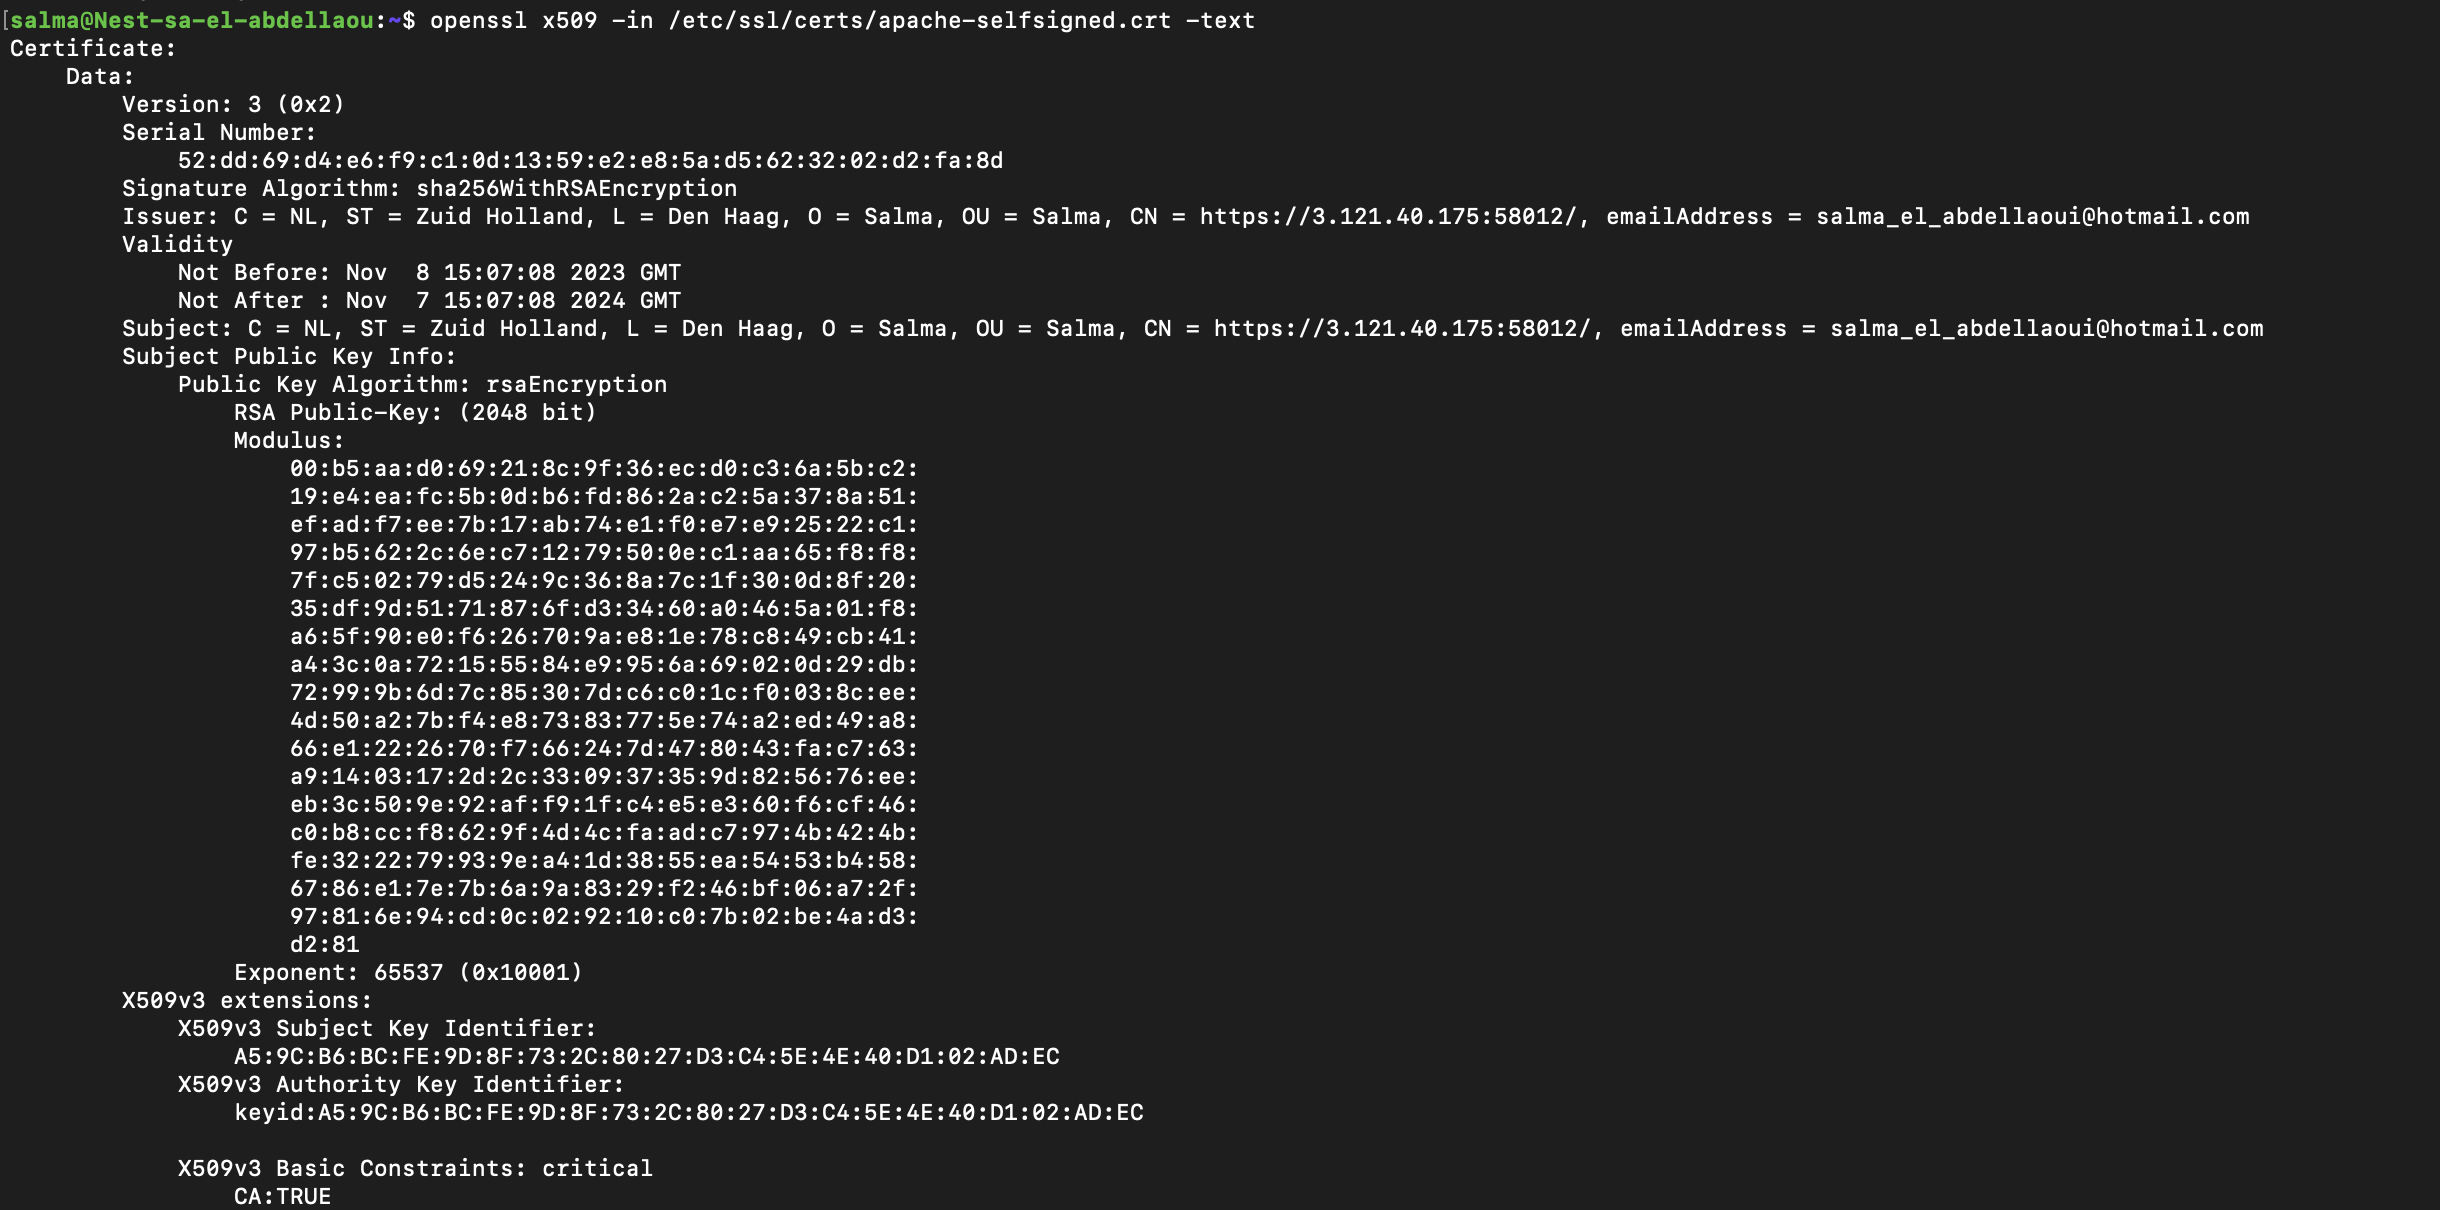 [salma@Nest-sa-el-abdellaou:~$ openssl x509 -in /etc/ssl/certs/apache-selfsigned.crt -text
Certificate:
    Data:
        Version: 3 (0x2)
        Serial Number:
            52:dd:69:d4:e6:f9:c1:0d:13:59:e2:e8:5a:d5:62:32:02:d2:fa:8d
        Signature Algorithm: sha256WithRSAEncryption
        Issuer: C = NL, ST = Zuid Holland, L = Den Haag, O = Salma, OU = Salma, CN = https://3.121.40.175:58012/, emailAddress = salma_el_abdellaoui@hotmail.com
        Validity
            Not Before: Nov  8 15:07:08 2023 GMT
            Not After : Nov  7 15:07:08 2024 GMT
        Subject: C = NL, ST = Zuid Holland, L = Den Haag, O = Salma, OU = Salma, CN = https://3.121.40.175:58012/, emailAddress = salma_el_abdellaoui@hotmail.com
        Subject Public Key Info:
            Public Key Algorithm: rsaEncryption
                RSA Public-Key: (2048 bit)
                Modulus:
                    00:b5:aa:d0:69:21:8c:9f:36:ec:d0:c3:6a:5b:c2:
                    19:e4:ea:fc:5b:0d:b6:fd:86:2a:c2:5a:37:8a:51:
                    ef:ad:f7:ee:7b:17:ab:74:e1:f0:e7:e9:25:22:c1:
                    97:b5:62:2c:6e:c7:12:79:50:0e:c1:aa:65:f8:f8:
                    7f:c5:02:79:d5:24:9c:36:8a:7c:1f:30:0d:8f:20:
                    35:df:9d:51:71:87:6f:d3:34:60:a0:46:5a:01:f8:
                    a6:5f:90:e0:f6:26:70:9a:e8:1e:78:c8:49:cb:41:
                    a4:3c:0a:72:15:55:84:e9:95:6a:69:02:0d:29:db:
                    72:99:9b:6d:7c:85:30:7d:c6:c0:1c:f0:03:8c:ee:
                    4d:50:a2:7b:f4:e8:73:83:77:5e:74:a2:ed:49:a8:
                    66:e1:22:26:70:f7:66:24:7d:47:80:43:fa:c7:63:
                    a9:14:03:17:2d:2c:33:09:37:35:9d:82:56:76:ee:
                    eb:3c:50:9e:92:af:f9:1f:c4:e5:e3:60:f6:cf:46:
                    c0:b8:cc:f8:62:9f:4d:4c:fa:ad:c7:97:4b:42:4b:
                    fe:32:22:79:93:9e:a4:1d:38:55:ea:54:53:b4:58:
                    67:86:e1:7e:7b:6a:9a:83:29:f2:46:bf:06:a7:2f:
                    97:81:6e:94:cd:0c:02:92:10:c0:7b:02:be:4a:d3:
                    d2:81
                Exponent: 65537 (0x10001)
        X509v3 extensions:
            X509v3 Subject Key Identifier:
                A5:9C:B6:BC:FE:9D:8F:73:2C:80:27:D3:C4:5E:4E:40:D1:02:AD:EC
            X509v3 Authority Key Identifier:
                keyid:A5:9C:B6:BC:FE:9D:8F:73:2C:80:27:D3:C4:5E:4E:40:D1:02:AD:EC
            X509v3 Basic Constraints: critical
                CA:TRUE